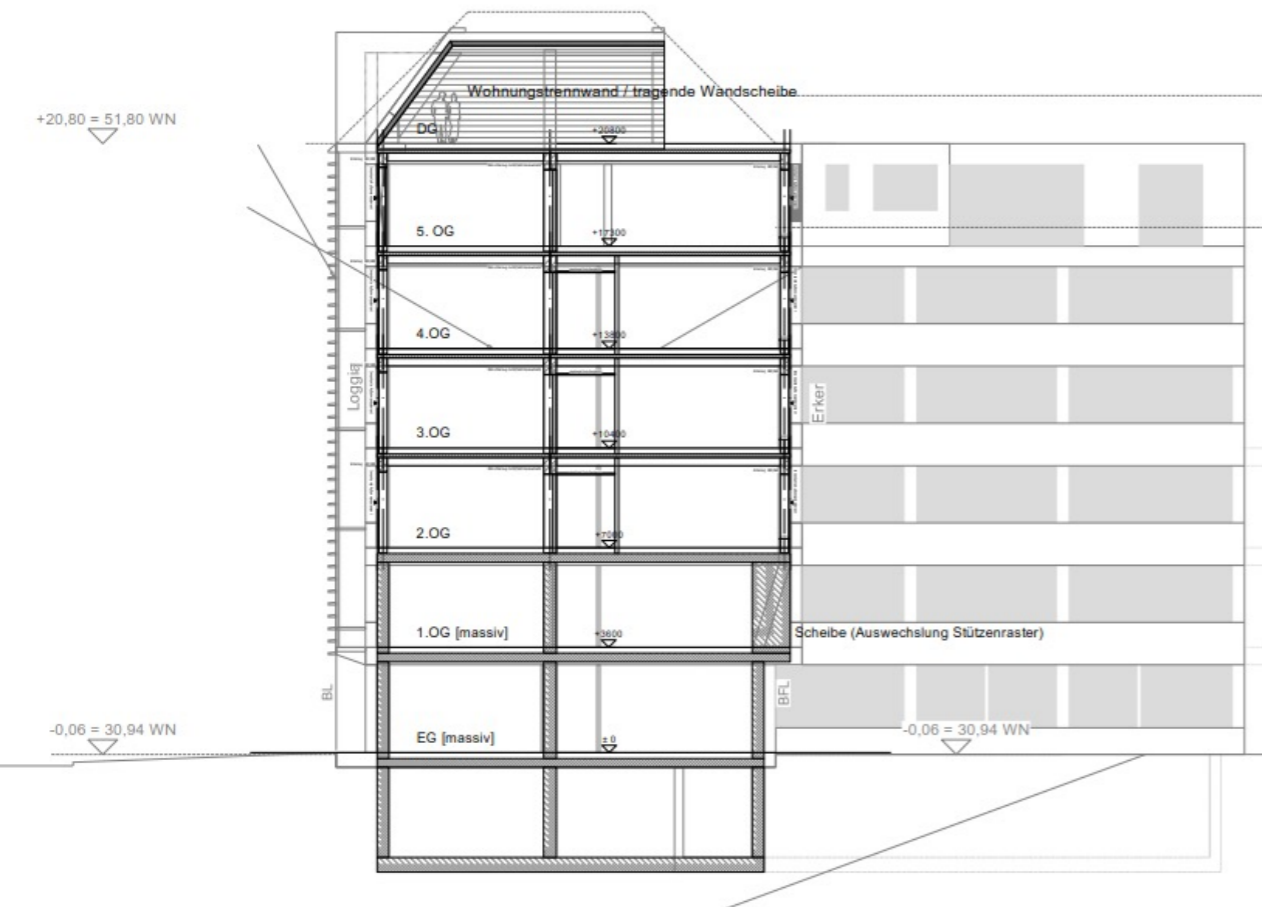 Wohnungstrennwand / tragende Wandscheibe
+20,80 = 51,80 WN
DG
+20800
5. OG
+17300
4.OG
+13800
Loggia
Erker
3.OG
+10400
2.OG
+7000
1.OG [massiv]
+3600
Scheibe (Auswechslung Stützenraster)
BL
BFL
-0,06 = 30,94 WN
EG [massiv]
± 0
-0,06 = 30,94 WN